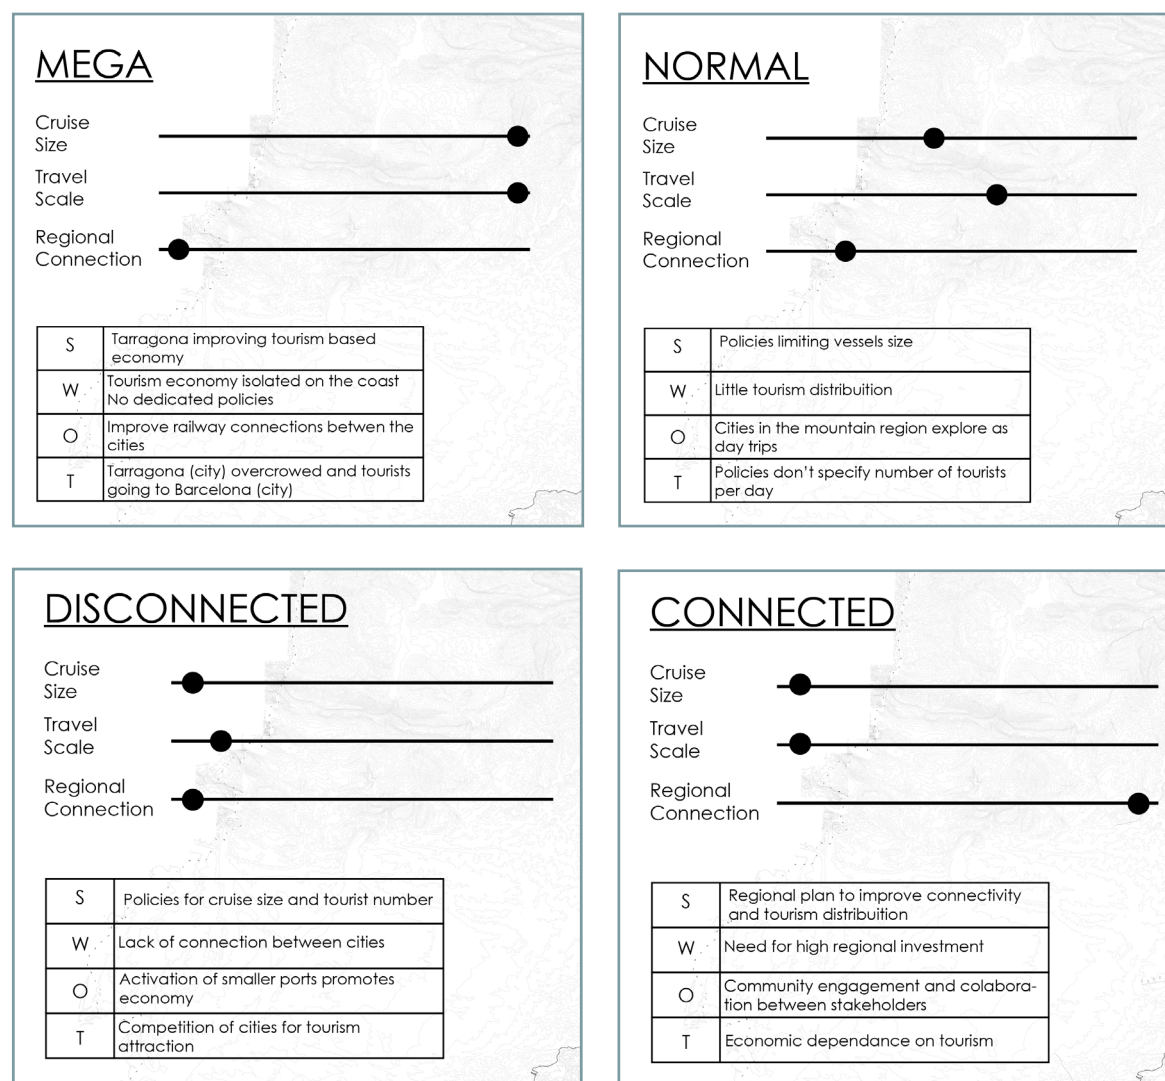 MEGA
Cruise
Size
Travel
Scale
Regional
Connection
S
Tarragona improving tourism based
economy
W
Tourism economy isolated on the coast
No dedicated policies
O
Improve railway connections betwen the
cities
T
Tarragona (city) overcrowed and tourists
going to Barcelona (city)
NORMAL
Cruise
Size
Travel
Scale
Regional
Connection
S
Policies limiting vessels size
W
Little tourism distribuition
O
Cities in the mountain region explore as
day trips
T
Policies don't specify number of tourists
per day
DISCONNECTED
Cruise
Size
Travel
Scale
Regional
Connection
S
Policies for cruise size and tourist number
W
Lack of connection between cities
O
Activation of smaller ports promotes
economy
T
Competition of cities for tourism
attraction
CONNECTED
Cruise
Size
Travel
Scale
Regional
Connection
S
Regional plan to improve connectivity
and tourism distribuition
W
Need for high regional investment
O
Community engagement and colabora-
tion between stakeholders
T
Economic dependance on tourism